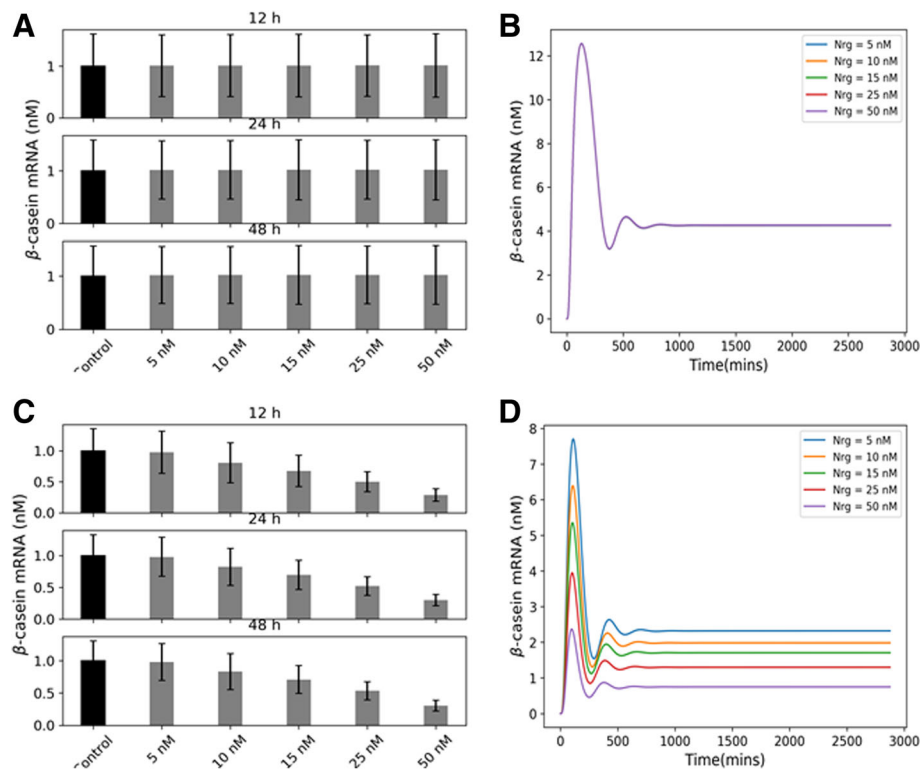 A
12 h
1
0
24 h
1
0
48 h
1
0
β-casein mRNA (nM)
5 nM
10 nM
15 nM
25 nM
50 nM
B
12
10
8
6
4
2
0
β-casein mRNA (nM)
Nrg = 5 nM
Nrg = 10 nM
Nrg = 15 nM
Nrg = 25 nM
Nrg = 50 nM
0 500 1000 1500 2000 2500 3000
Time(mins)
C
12 h
1.0
0.5
0.0
24 h
1.0
0.5
0.0
48 h
1.0
0.5
0.0
β-casein mRNA (nM)
Control
5 nM
10 nM
15 nM
25 nM
50 nM
D
8
7
6
5
4
3
2
1
0
β-casein mRNA (nM)
Nrg = 5 nM
Nrg = 10 nM
Nrg = 15 nM
Nrg = 25 nM
Nrg = 50 nM
0 500 1000 1500 2000 2500 3000
Time(mins)